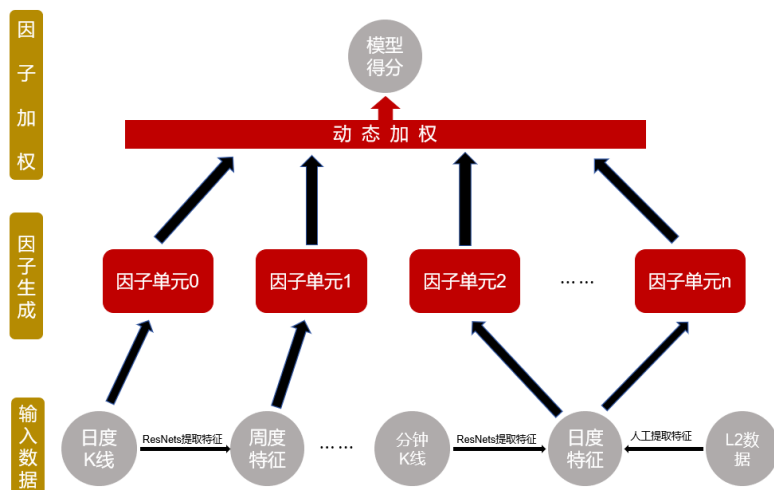 因子加权
模型
得分
动态加权
因子生成
因子单元0
因子单元1
因子单元2
……
因子单元n
输入数据
日度
K线
ResNets提取特征
周度
特征
……
分钟
K线
ResNets提取特征
日度
特征
人工提取特征
L2数
据